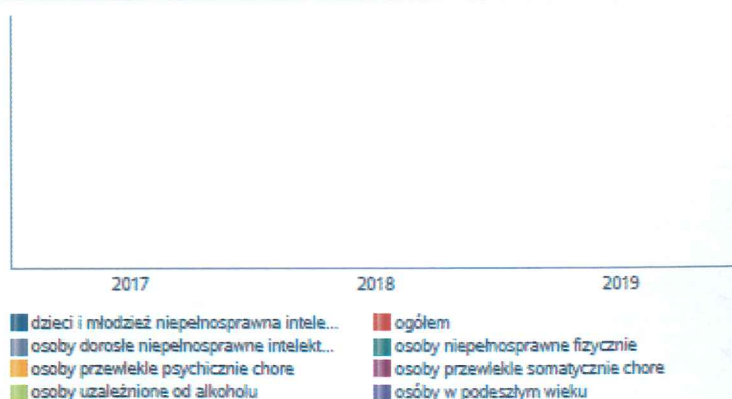 2017 2018 2019
dzieci i młodzież niepełnosprawna intele... ogółem
osoby dorosłe niepełnosprawne intelekt... osoby niepełnosprawne fizycznie
osoby przewlekle psychicznie chore osoby przewlekle somatycznie chore
osoby uzależnione od alkoholu osóby w podeszłym wieku